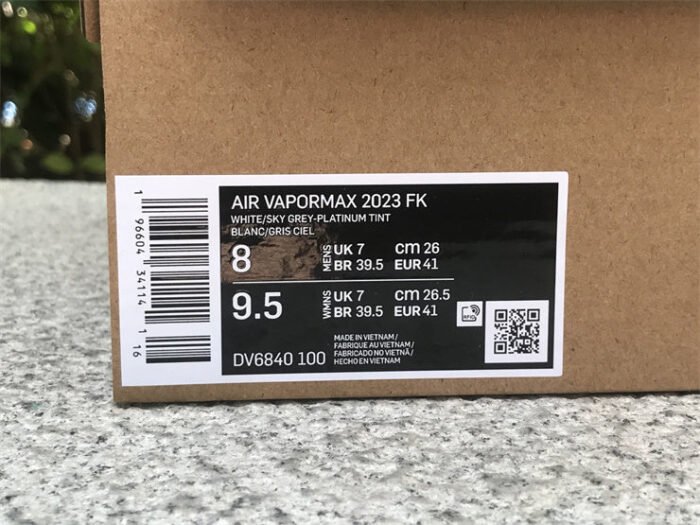 AIR VAPORMAX 2023 FK
WHITE/SKY GREY-PLATINUM TINT
BLANC/GRIS CIEL
8 MENS UK 7 cm 26
BR 39.5 EUR 41
9.5 WMNS UK 7 cm 26.5
BR 39.5 EUR 41
RFID
DV6840 100
MADE IN VIETNAM/
FABRIQUE AU VIETNAM/
FABRICADO NO VIETNÃ/
HECHO EN VIETNAM
1 96604 34114 1 16